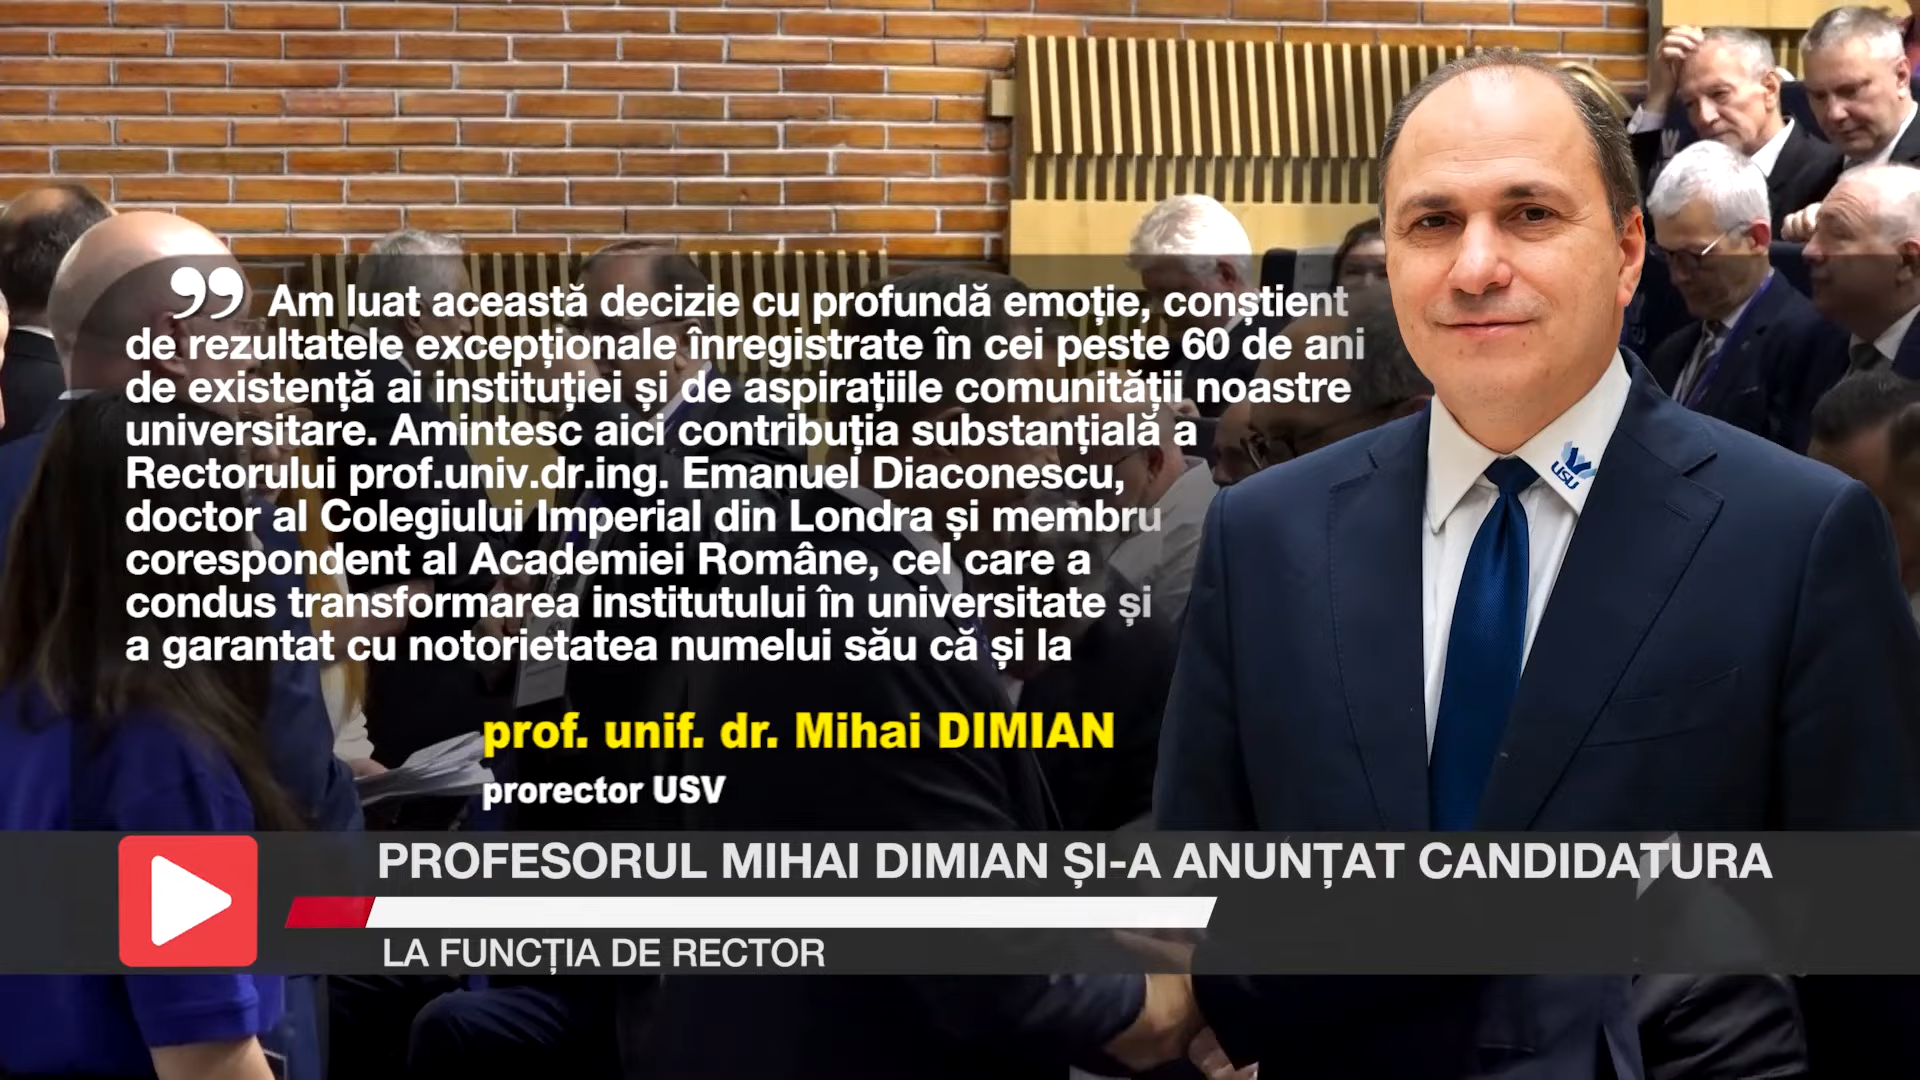 Am luat această decizie cu profundă emoție, conștient
de rezultatele excepționale înregistrate în cei peste 60 de ani
de existență ai instituției și de aspirațiile comunității noastre
universitare. Amintesc aici contribuția substanțială a
Rectorului prof.univ.dr.ing. Emanuel Diaconescu,
doctor al Colegiului Imperial din Londra și membru
corespondent al Academiei Române, cel care a
condus transformarea institutului în universitate și
a garantat cu notorietatea numelui său că și la
USV
prof. unif. dr. Mihai DIMIAN
prorector USV
PROFESORUL MIHAI DIMIAN ȘI-A ANUNȚAT CANDIDATURA
LA FUNCȚIA DE RECTOR